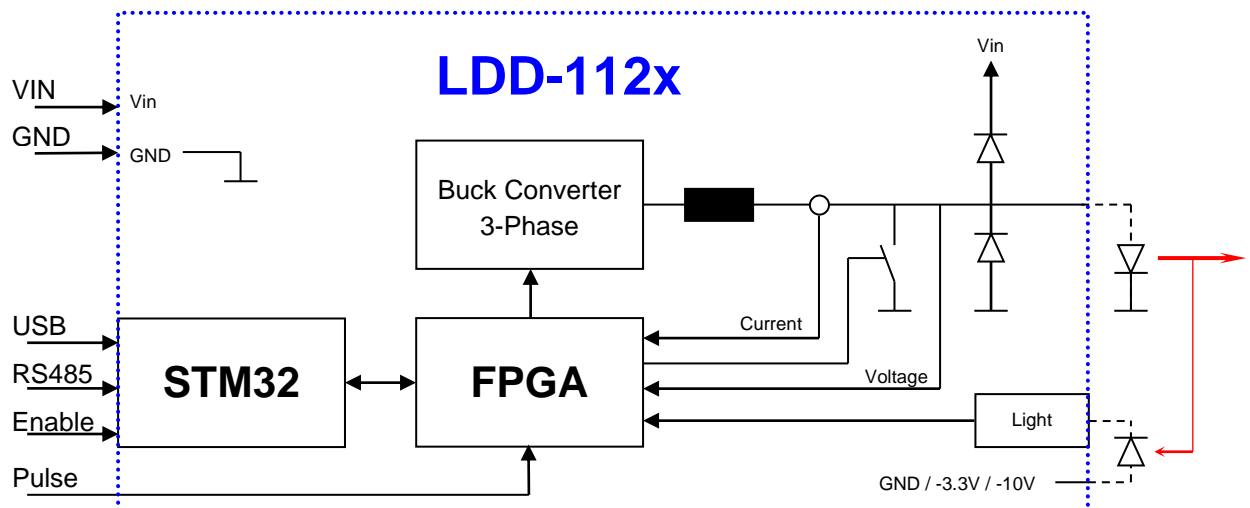 LDD-112x
Vin
VIN
Vin
GND
GND
Buck Converter
3-Phase
USB
RS485
Enable
Pulse
STM32
FPGA
Current
Voltage
Light
GND / -3.3V / -10V